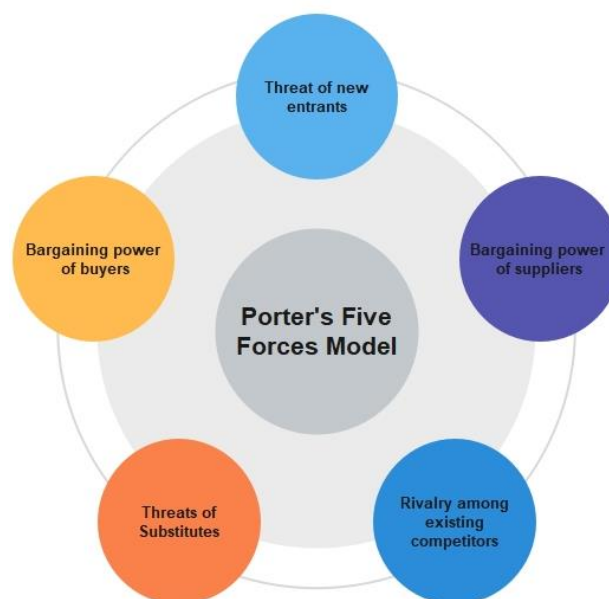 Threat of new
entrants
Bargaining power
of buyers
Bargaining power
of suppliers
Porter's Five
Forces Model
Threats of
Substitutes
Rivalry among
existing
competitors